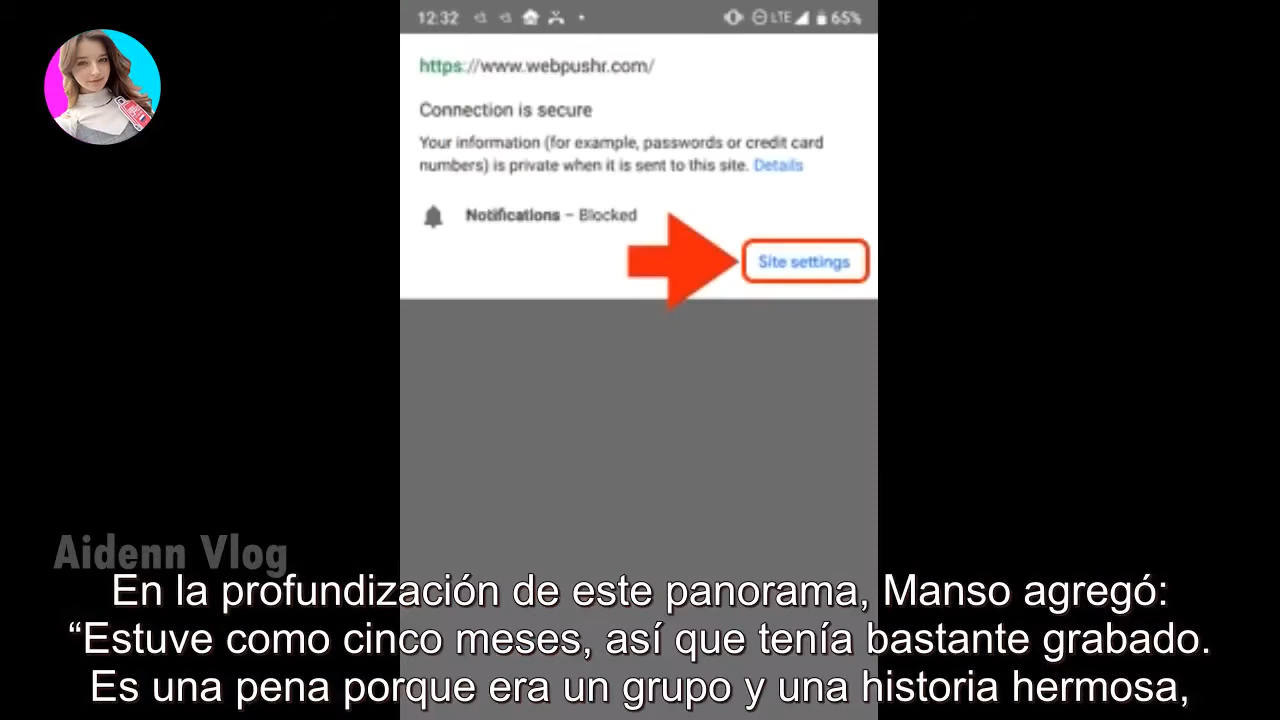 12:32
LTE
65%
https://www.webpushr.com/
Connection is secure
Your information (for example, passwords or credit card
numbers) is private when it is sent to this site. Details
Notifications – Blocked
Site settings
Aidenn Vlog
En la profundización de este panorama, Manso agregó:
“Estuve como cinco meses, así que tenía bastante grabado.
Es una pena porque era un grupo y una historia hermosa,